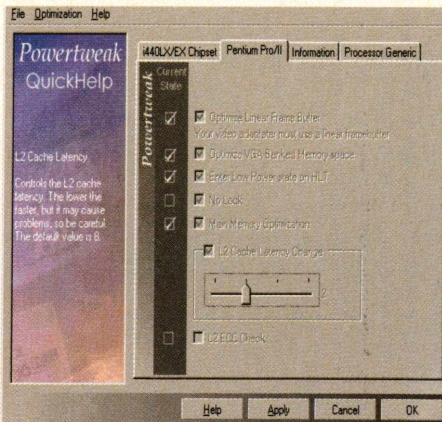 File Optimization Help
Powertweak
QuickHelp
L2 Cache Latency
Controls the L2 cache
latency. The lower the
faster, but it may cause
problems, so be careful.
The default value is 8.
i440LX/EX Chipset Pentium Pro/II Information Processor Generic
Powertweak
Current
State
Optimize Linear Frame Buffer
Your video adapter must use a linear framebuffer
Optimize VGA Banked Memory space
Enter Low Power state on HLT
No Lock
Main Memory Optimization
L2 Cache Latency Change
2
L2 ECC Check
Help Apply Cancel OK